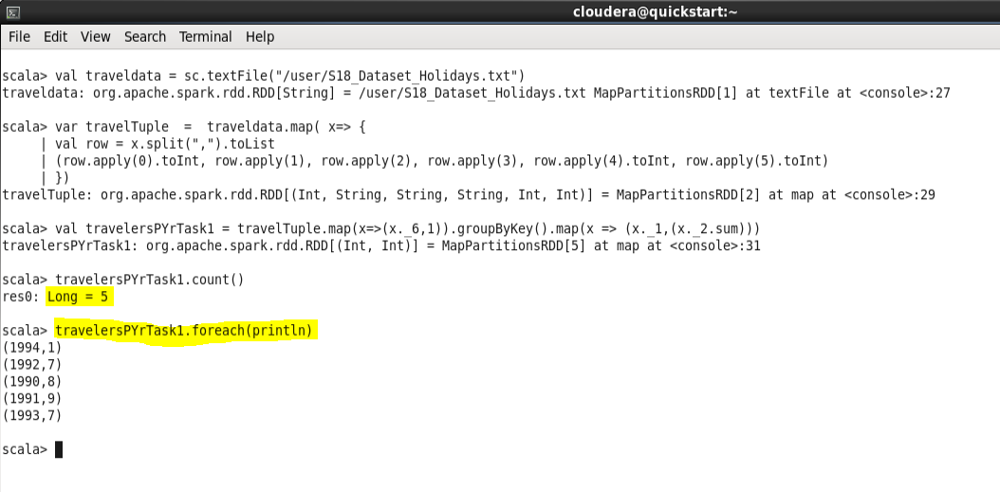 cloudera@quickstart:~
File Edit View Search Terminal Help
scala> val traveldata = sc.textFile("/user/S18_Dataset_Holidays.txt")
traveldata: org.apache.spark.rdd.RDD[String] = /user/S18_Dataset_Holidays.txt MapPartitionsRDD[1] at textFile at <console>:27
scala> var travelTuple  =  traveldata.map( x=> {
     | val row = x.split(",").toList
     | (row.apply(0).toInt, row.apply(1), row.apply(2), row.apply(3), row.apply(4).toInt, row.apply(5).toInt)
     | })
travelTuple: org.apache.spark.rdd.RDD[(Int, String, String, String, Int, Int)] = MapPartitionsRDD[2] at map at <console>:29
scala> val travelersPYrTask1 = travelTuple.map(x=>(x._6,1)).groupByKey().map(x => (x._1,(x._2.sum)))
travelersPYrTask1: org.apache.spark.rdd.RDD[(Int, Int)] = MapPartitionsRDD[5] at map at <console>:31
scala> travelersPYrTask1.count()
res0: Long = 5
scala> travelersPYrTask1.foreach(println)
(1994,1)
(1992,7)
(1990,8)
(1991,9)
(1993,7)
scala>